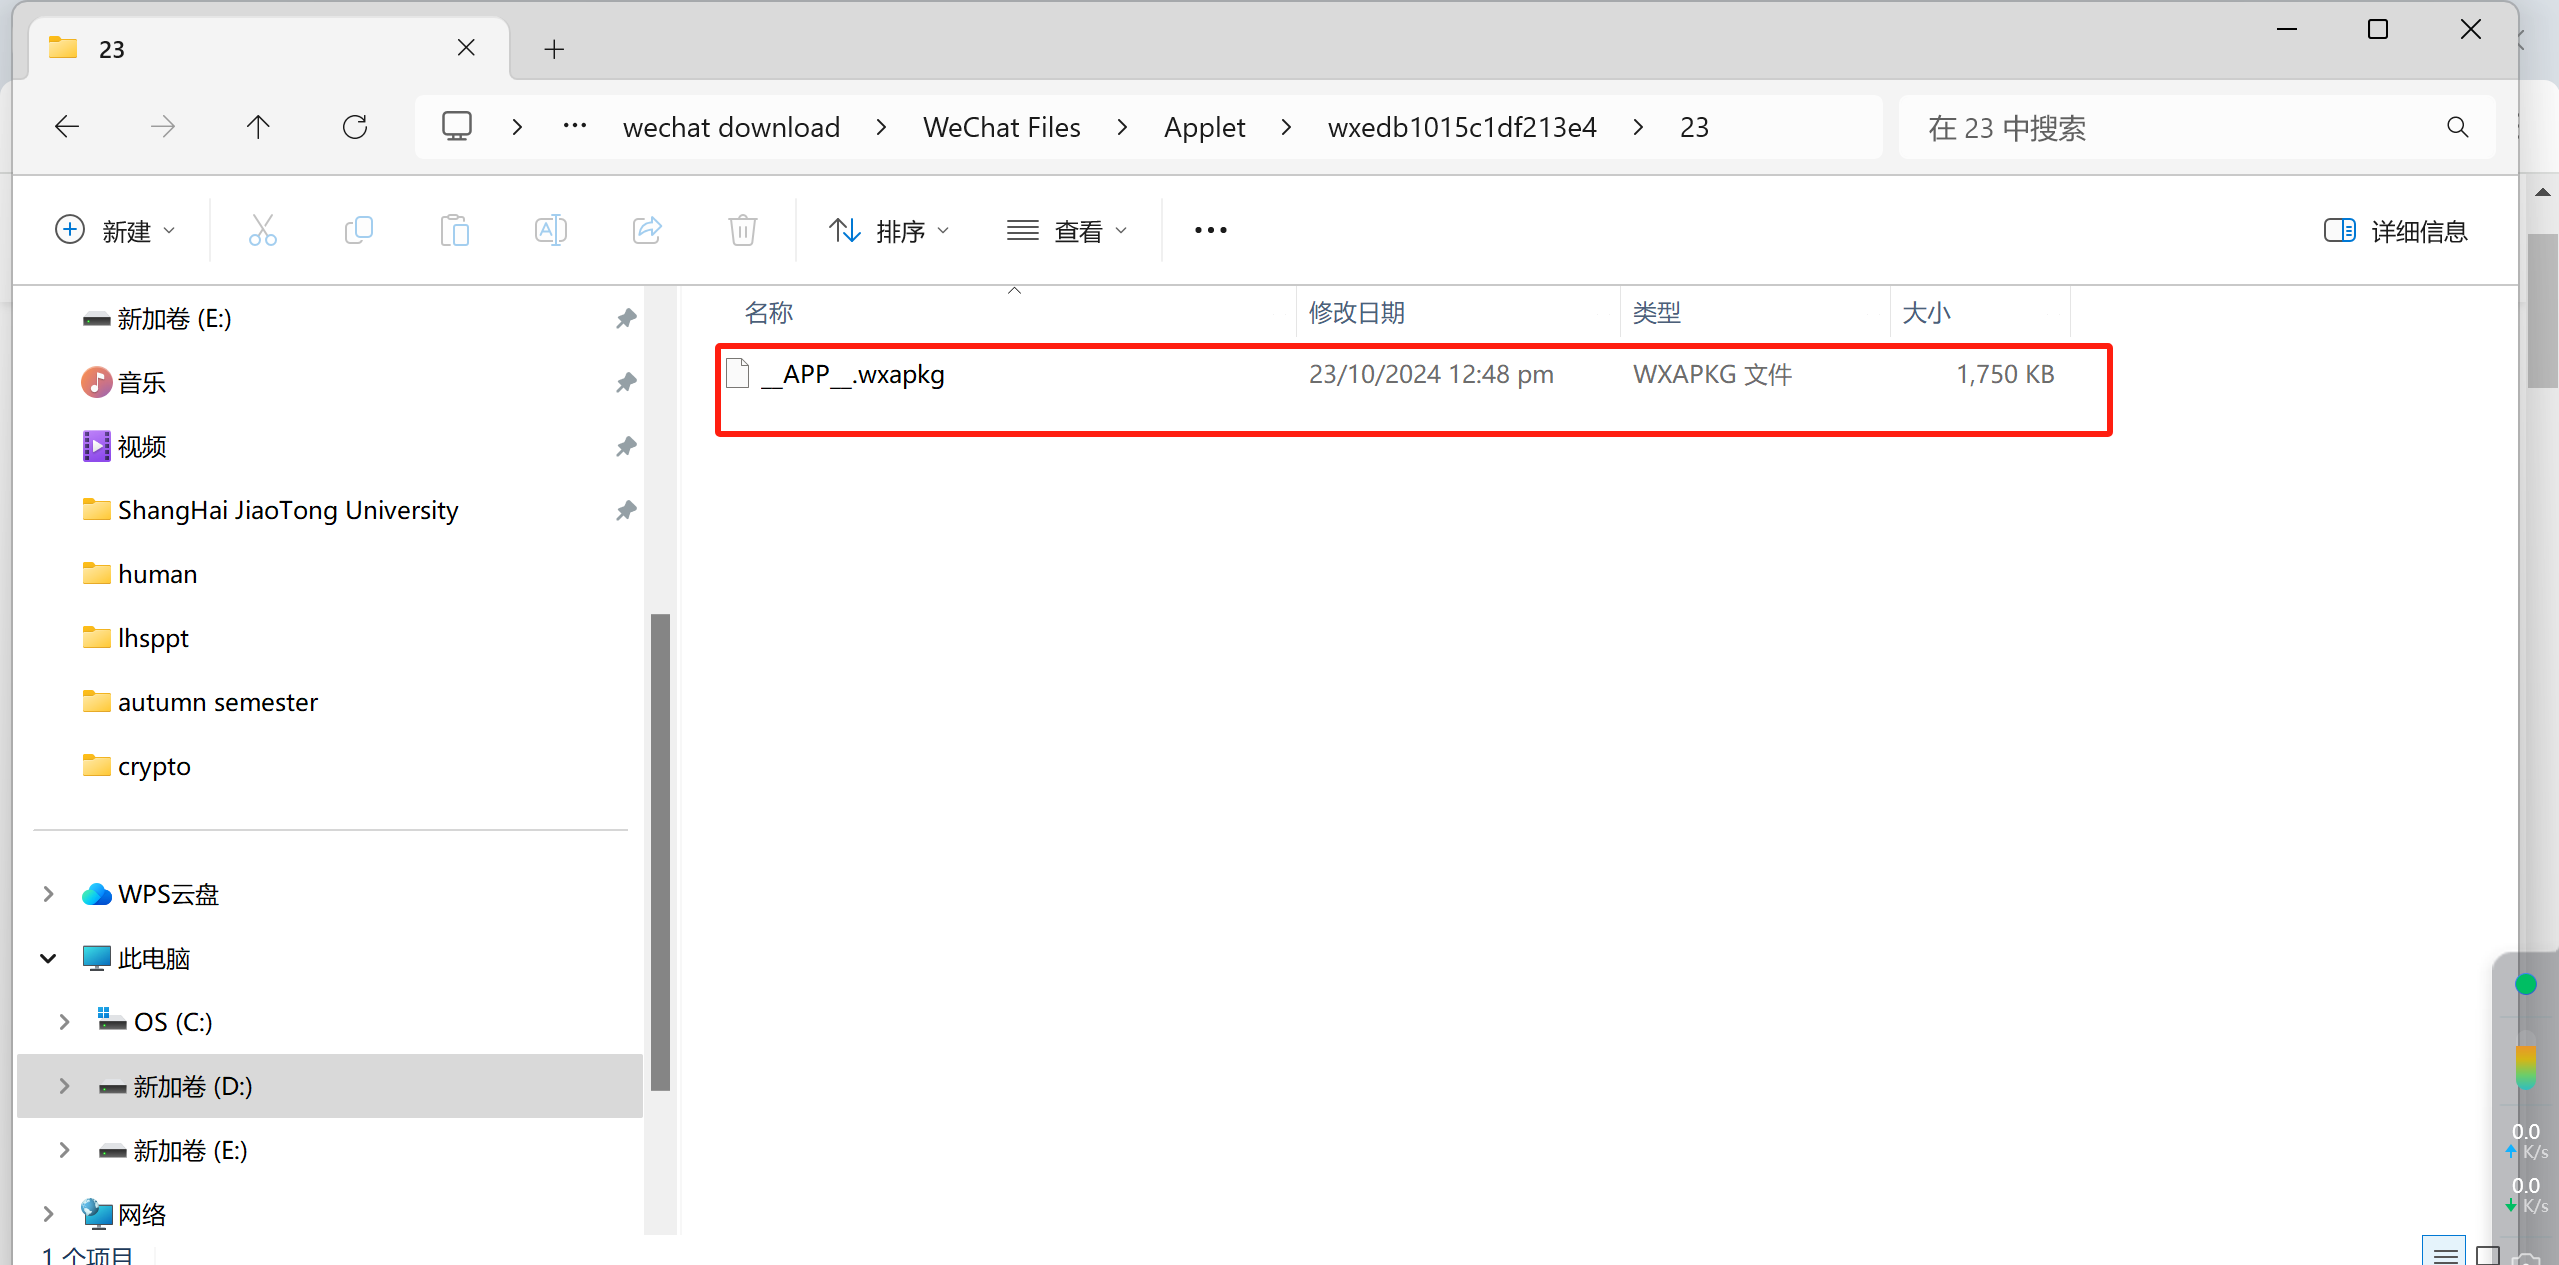 23
wechat download
WeChat Files
Applet
wxedb1015c1df213e4
23
在 23 中搜索
新建
排序
查看
详细信息
新加卷 (E:)
音乐
视频
ShangHai JiaoTong University
human
lhsppt
autumn semester
crypto
WPS云盘
此电脑
OS (C:)
新加卷 (D:)
新加卷 (E:)
网络
名称 修改日期 类型 大小
__APP__.wxapkg 23/10/2024 12:48 pm WXAPKG 文件 1,750 KB
0.0
K/s
0.0
K/s
1 个项目